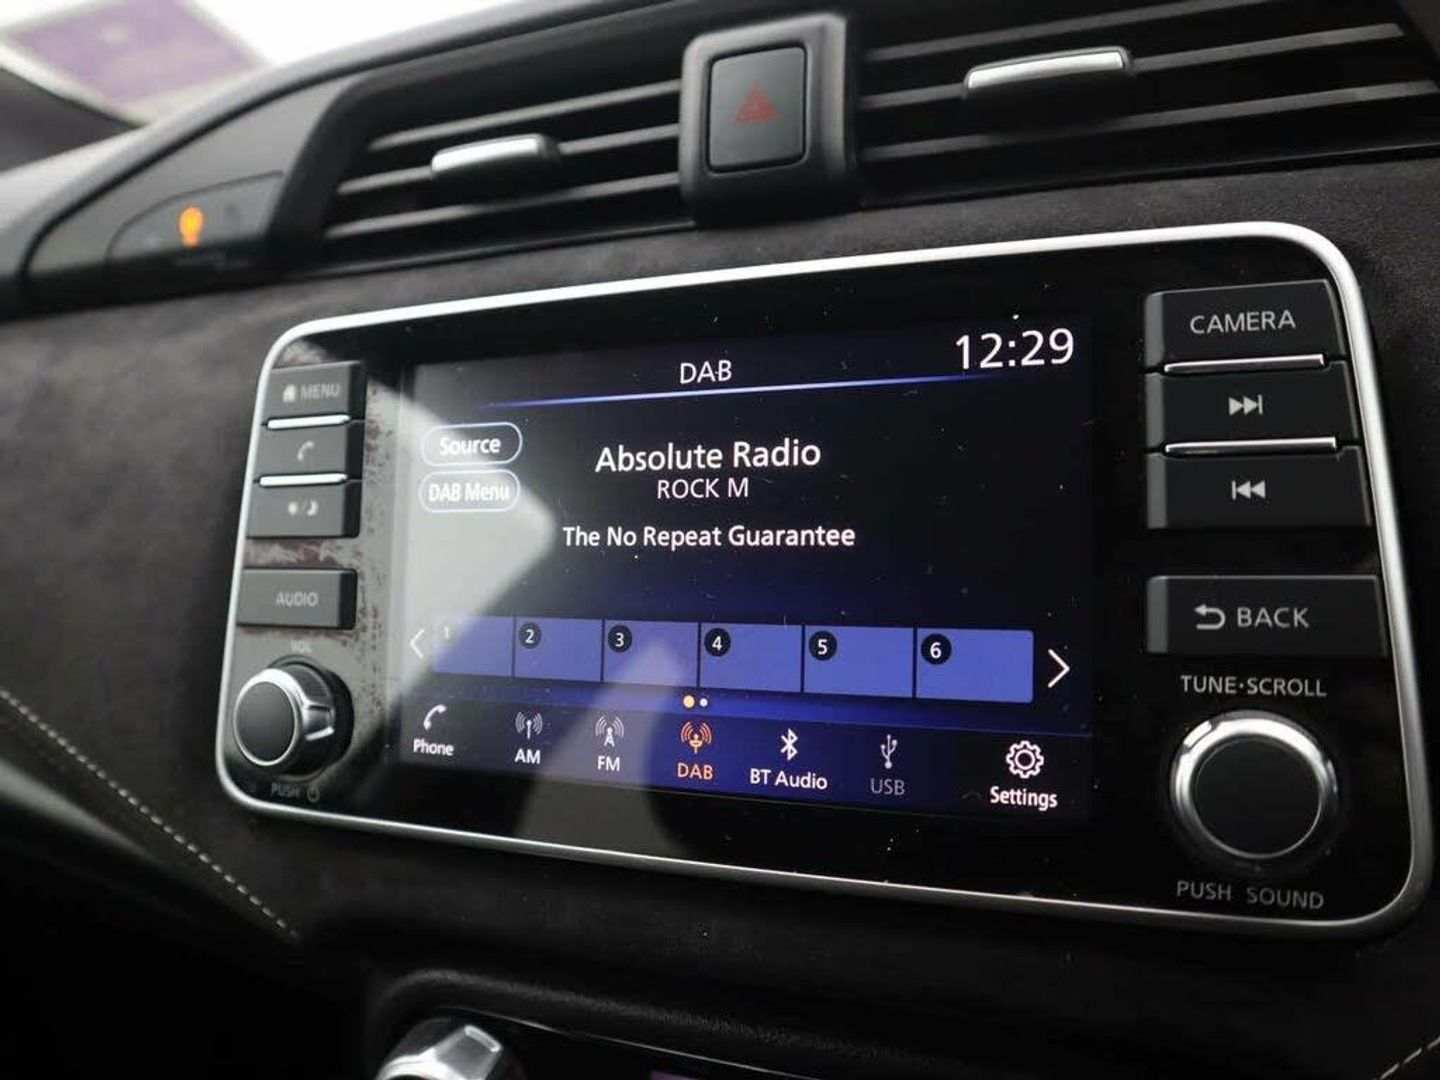 DAB
12:29
Source
DAB Menu
Absolute Radio
ROCK M
The No Repeat Guarantee
1
2
3
4
5
6
Phone
AM
FM
DAB
BT Audio
USB
Settings
MENU
AUDIO
VOL
PUSH
CAMERA
BACK
TUNE·SCROLL
PUSH SOUND